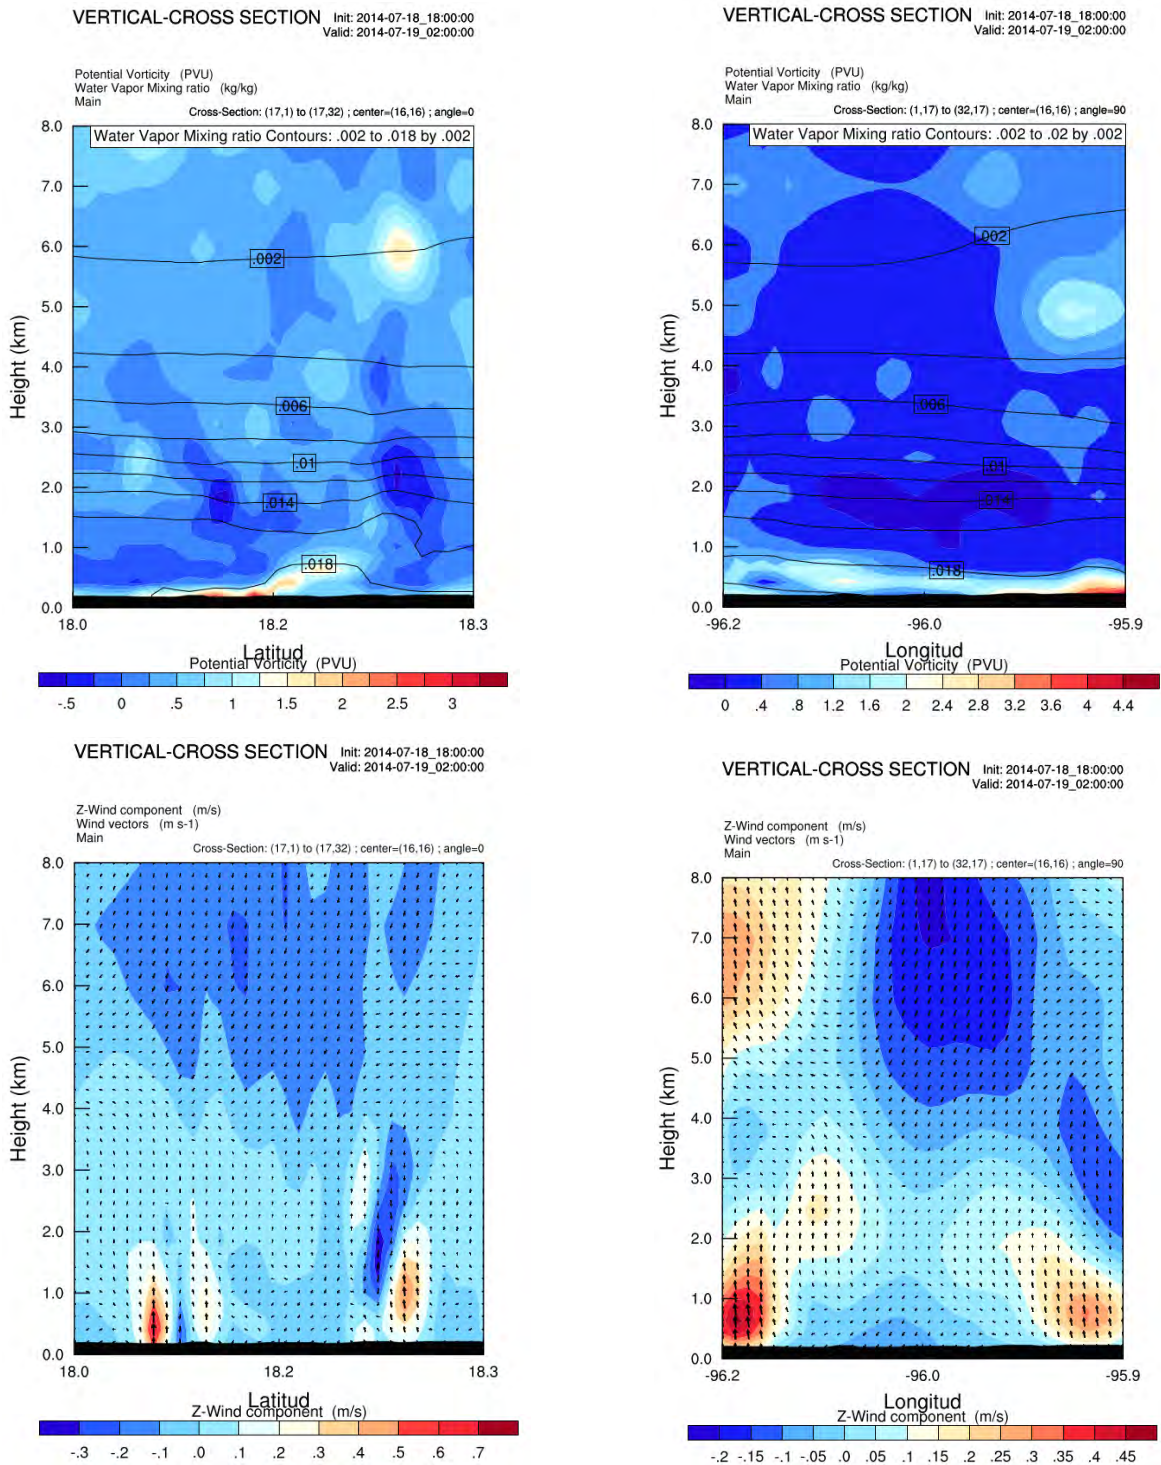 VERTICAL-CROSS SECTION Init: 2014-07-18_18:00:00
Valid: 2014-07-19_02:00:00
Potential Vorticity (PVU)
Water Vapor Mixing ratio (kg/kg)
Main
Cross-Section: (17,1) to (17,32) ; center=(16,16) ; angle=0
Water Vapor Mixing ratio Contours: .002 to .018 by .002
8.0
7.0
6.0
5.0
4.0
3.0
2.0
1.0
0.0
Height (km)
.002
.006
.01
.014
.018
18.0 18.2 18.3
Latitud
Potential Vorticity (PVU)
-.5 0 .5 1 1.5 2 2.5 3
VERTICAL-CROSS SECTION Init: 2014-07-18_18:00:00
Valid: 2014-07-19_02:00:00
Potential Vorticity (PVU)
Water Vapor Mixing ratio (kg/kg)
Main
Cross-Section: (1,17) to (32,17) ; center=(16,16) ; angle=90
Water Vapor Mixing ratio Contours: .002 to .02 by .002
8.0
7.0
6.0
5.0
4.0
3.0
2.0
1.0
0.0
Height (km)
.002
.006
.01
.014
.018
-96.2 -96.0 -95.9
Longitud
Potential Vorticity (PVU)
0 .4 .8 1.2 1.6 2 2.4 2.8 3.2 3.6 4 4.4
VERTICAL-CROSS SECTION Init: 2014-07-18_18:00:00
Valid: 2014-07-19_02:00:00
Z-Wind component (m/s)
Wind vectors (m s-1)
Main
Cross-Section: (17,1) to (17,32) ; center=(16,16) ; angle=0
8.0
7.0
6.0
5.0
4.0
3.0
2.0
1.0
0.0
Height (km)
18.0 18.2 18.3
Latitud
Z-Wind component (m/s)
-.3 -.2 -.1 .0 .1 .2 .3 .4 .5 .6 .7
VERTICAL-CROSS SECTION Init: 2014-07-18_18:00:00
Valid: 2014-07-19_02:00:00
Z-Wind component (m/s)
Wind vectors (m s-1)
Main
Cross-Section: (1,17) to (32,17) ; center=(16,16) ; angle=90
8.0
7.0
6.0
5.0
4.0
3.0
2.0
1.0
0.0
Height (km)
-96.2 -96.0 -95.9
Longitud
Z-Wind component (m/s)
-.2 -.15 -.1 -.05 .0 .05 .1 .15 .2 .25 .3 .35 .4 .45